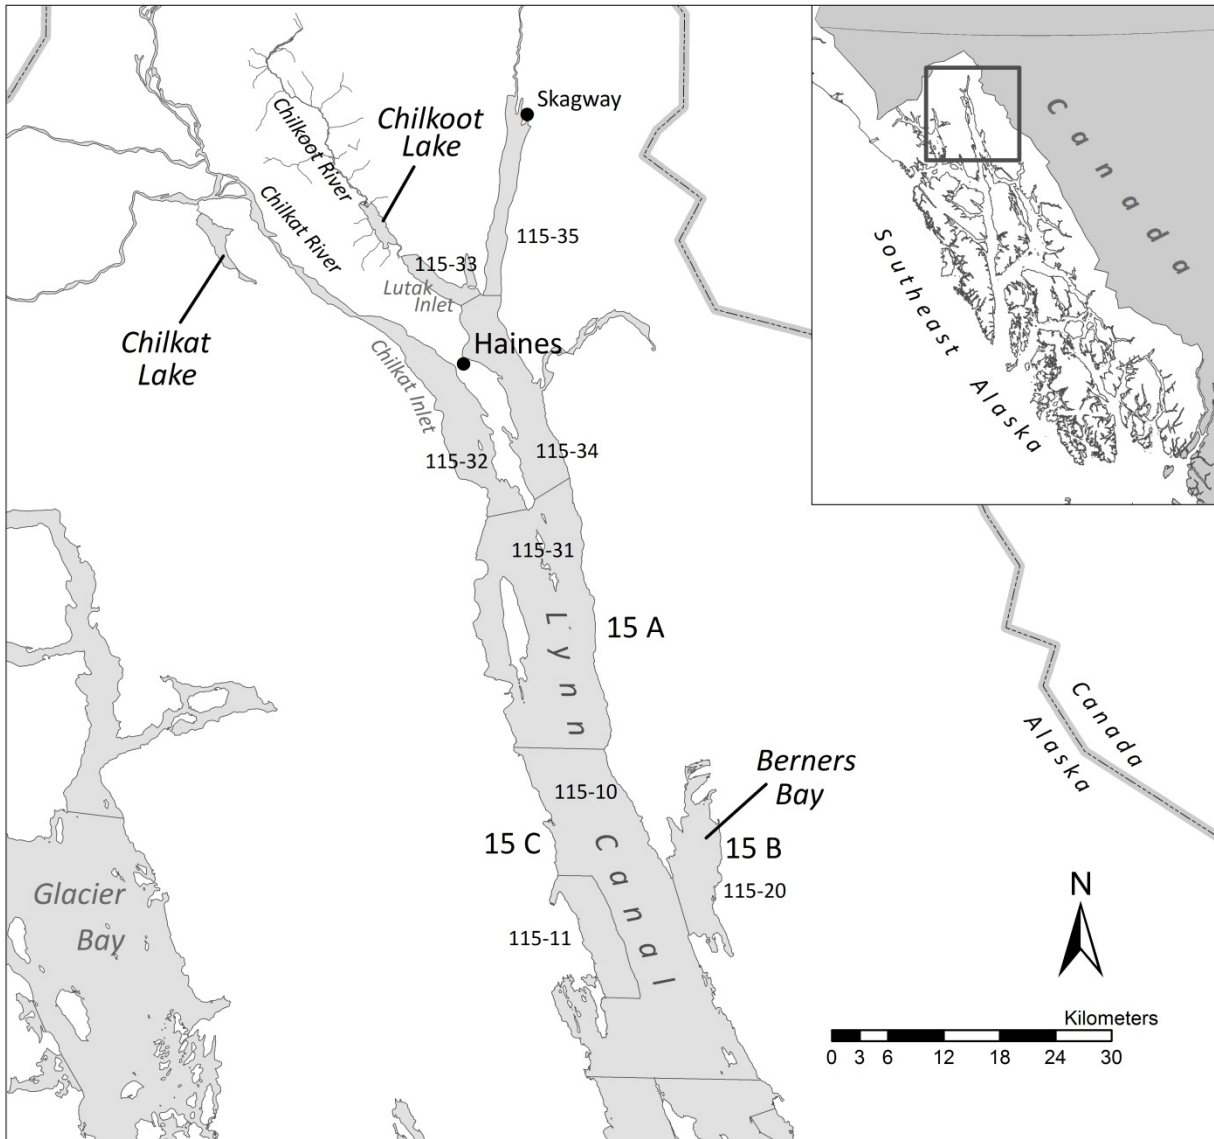 Skagway
Chilkoot
Lake
Chilkoot River
Chilkat River
115-35
115-33
Lutak
Inlet
Chilkat
Lake
Haines
Chilkat Inlet
115-32
115-34
115-31
15 A
Lynn
Canal
115-10
Berners
Bay
15 C
15 B
115-20
115-11
Glacier
Bay
Canada
Alaska
Canada
Southeast Alaska
N
Kilometers
0 3 6 12 18 24 30